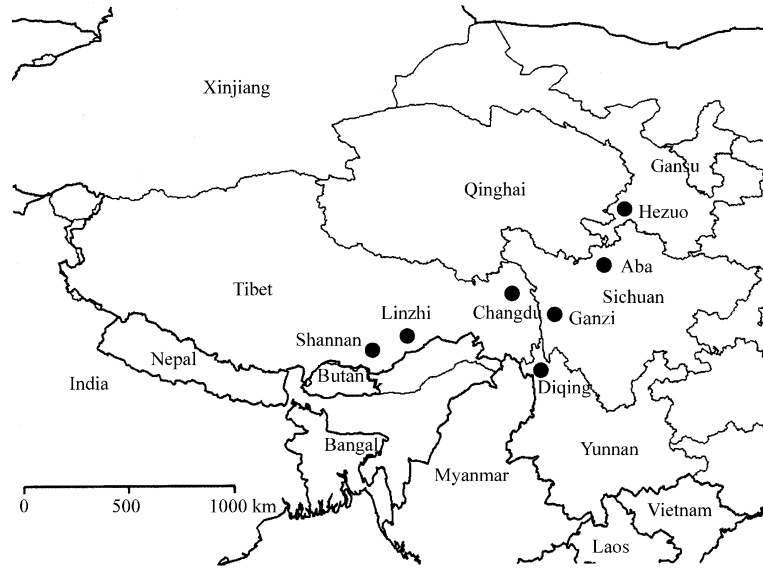 Xinjiang
Gansu
Qinghai
Hezuo
Aba
Tibet
Sichuan
Linzhi
Changdu
Ganzi
Shannan
Nepal
Butan
India
Diqing
Bangal
Yunnan
Myanmar
0 500 1000 km
Vietnam
Laos